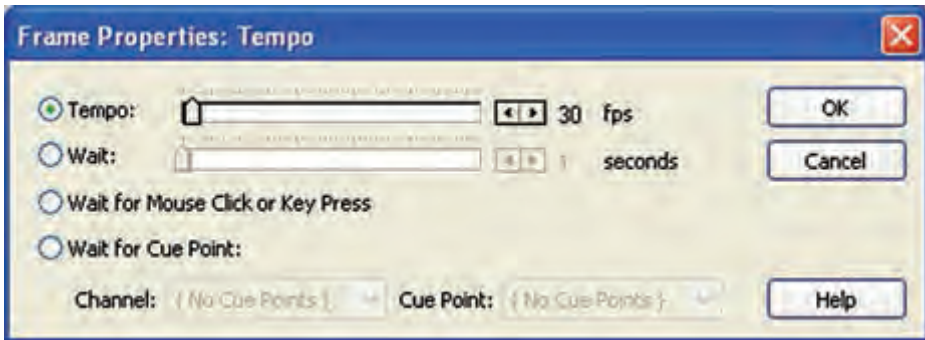 Frame Properties: Tempo
Tempo: 30 fps OK
Wait: 1 seconds Cancel
Wait for Mouse Click or Key Press
Wait for Cue Point:
Channel: { No Cue Points } Cue Point: { No Cue Points } Help